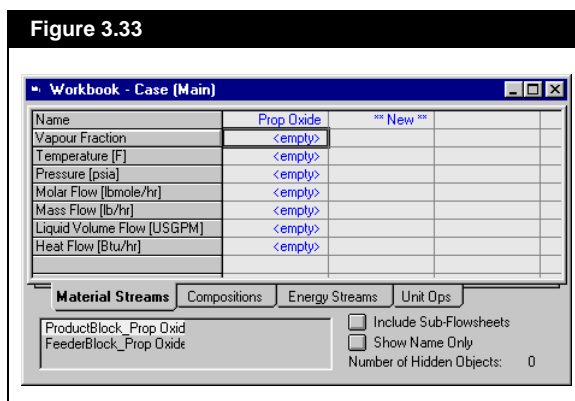 Figure 3.33
Workbook - Case (Main)
Name Prop Oxide ** New **
Vapour Fraction <empty>
Temperature [F] <empty>
Pressure [psia] <empty>
Molar Flow [lbmole/hr] <empty>
Mass Flow [lb/hr] <empty>
Liquid Volume Flow [USGPM] <empty>
Heat Flow [Btu/hr] <empty>
Material Streams Compositions Energy Streams Unit Ops
ProductBlock_Prop Oxid
FeederBlock_Prop Oxide
Include Sub-Flowsheets
Show Name Only
Number of Hidden Objects: 0